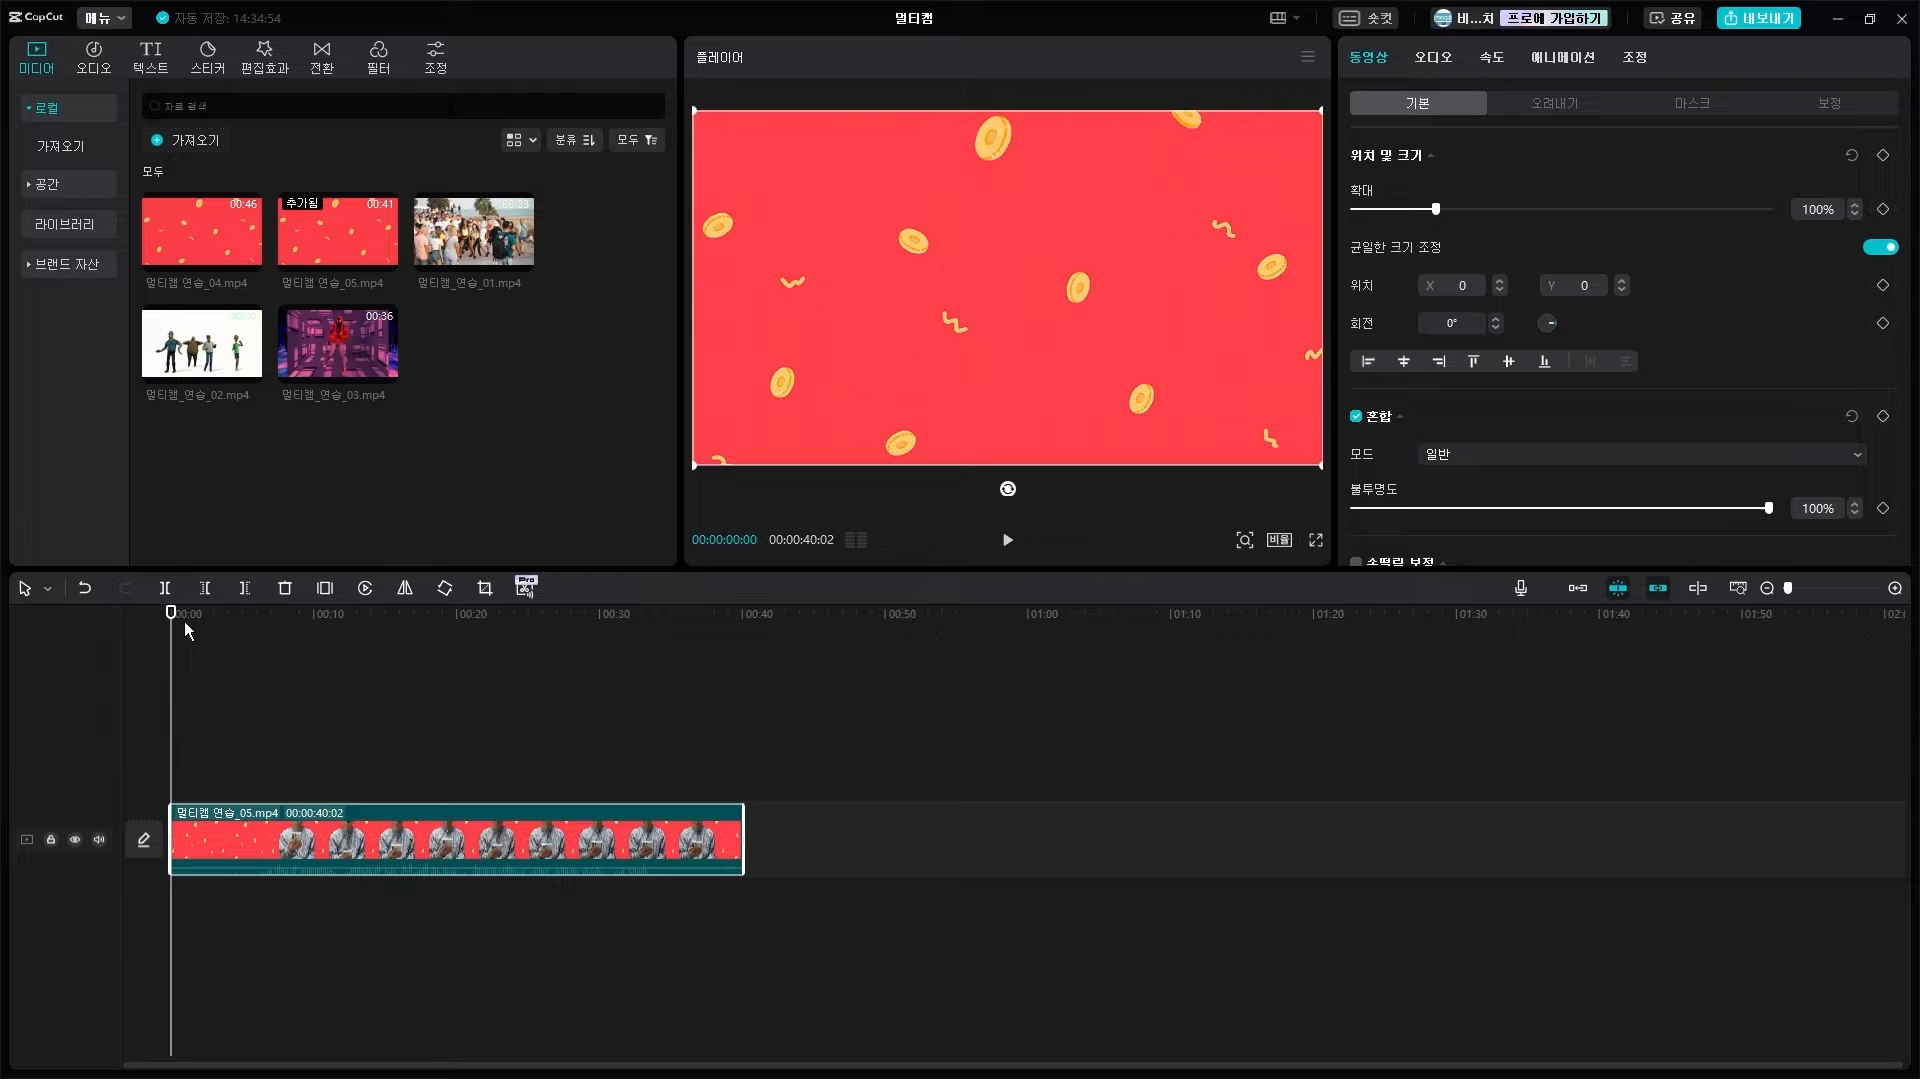 CapCut
메뉴
자동 저장: 14:34:54
멀티캠
숏컷
비...치
프로에 가입하기
공유
내보내기
미디어
오디오
텍스트
스티커
편집효과
전환
필터
조정
로컬
가져오기
공간
라이브러리
브랜드 자산
자료 검색
가져오기
분류
모두
모두
00:46
추가됨
00:41
00:23
멀티캠 연습_04.mp4
멀티캠 연습_05.mp4
멀티캠_연습_01.mp4
00:36
멀티캠_연습_02.mp4
멀티캠_연습_03.mp4
플레이어
00:00:00:00
00:00:40:02
비율
동영상
오디오
속도
애니메이션
조정
기본
오려내기
마스크
보정
위치 및 크기
확대
100%
균일한 크기 조정
위치
X 0
Y 0
회전
0°
혼합
모드
일반
불투명도
100%
손떨림 보정
Pro
00:00
00:10
00:20
00:30
00:40
00:50
01:00
01:10
01:20
01:30
01:40
01:50
멀티캠 연습_05.mp4 00:00:40:02